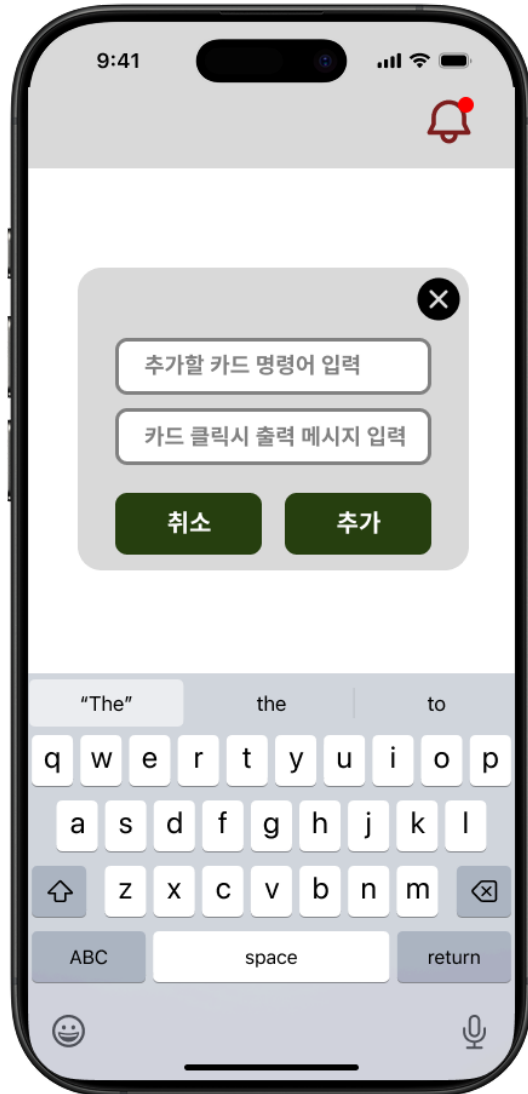 9:41
추가할 카드 명령어 입력
카드 클릭시 출력 메시지 입력
취소 추가
“The” the to
q w e r t y u i o p
a s d f g h j k l
z x c v b n m
ABC space return